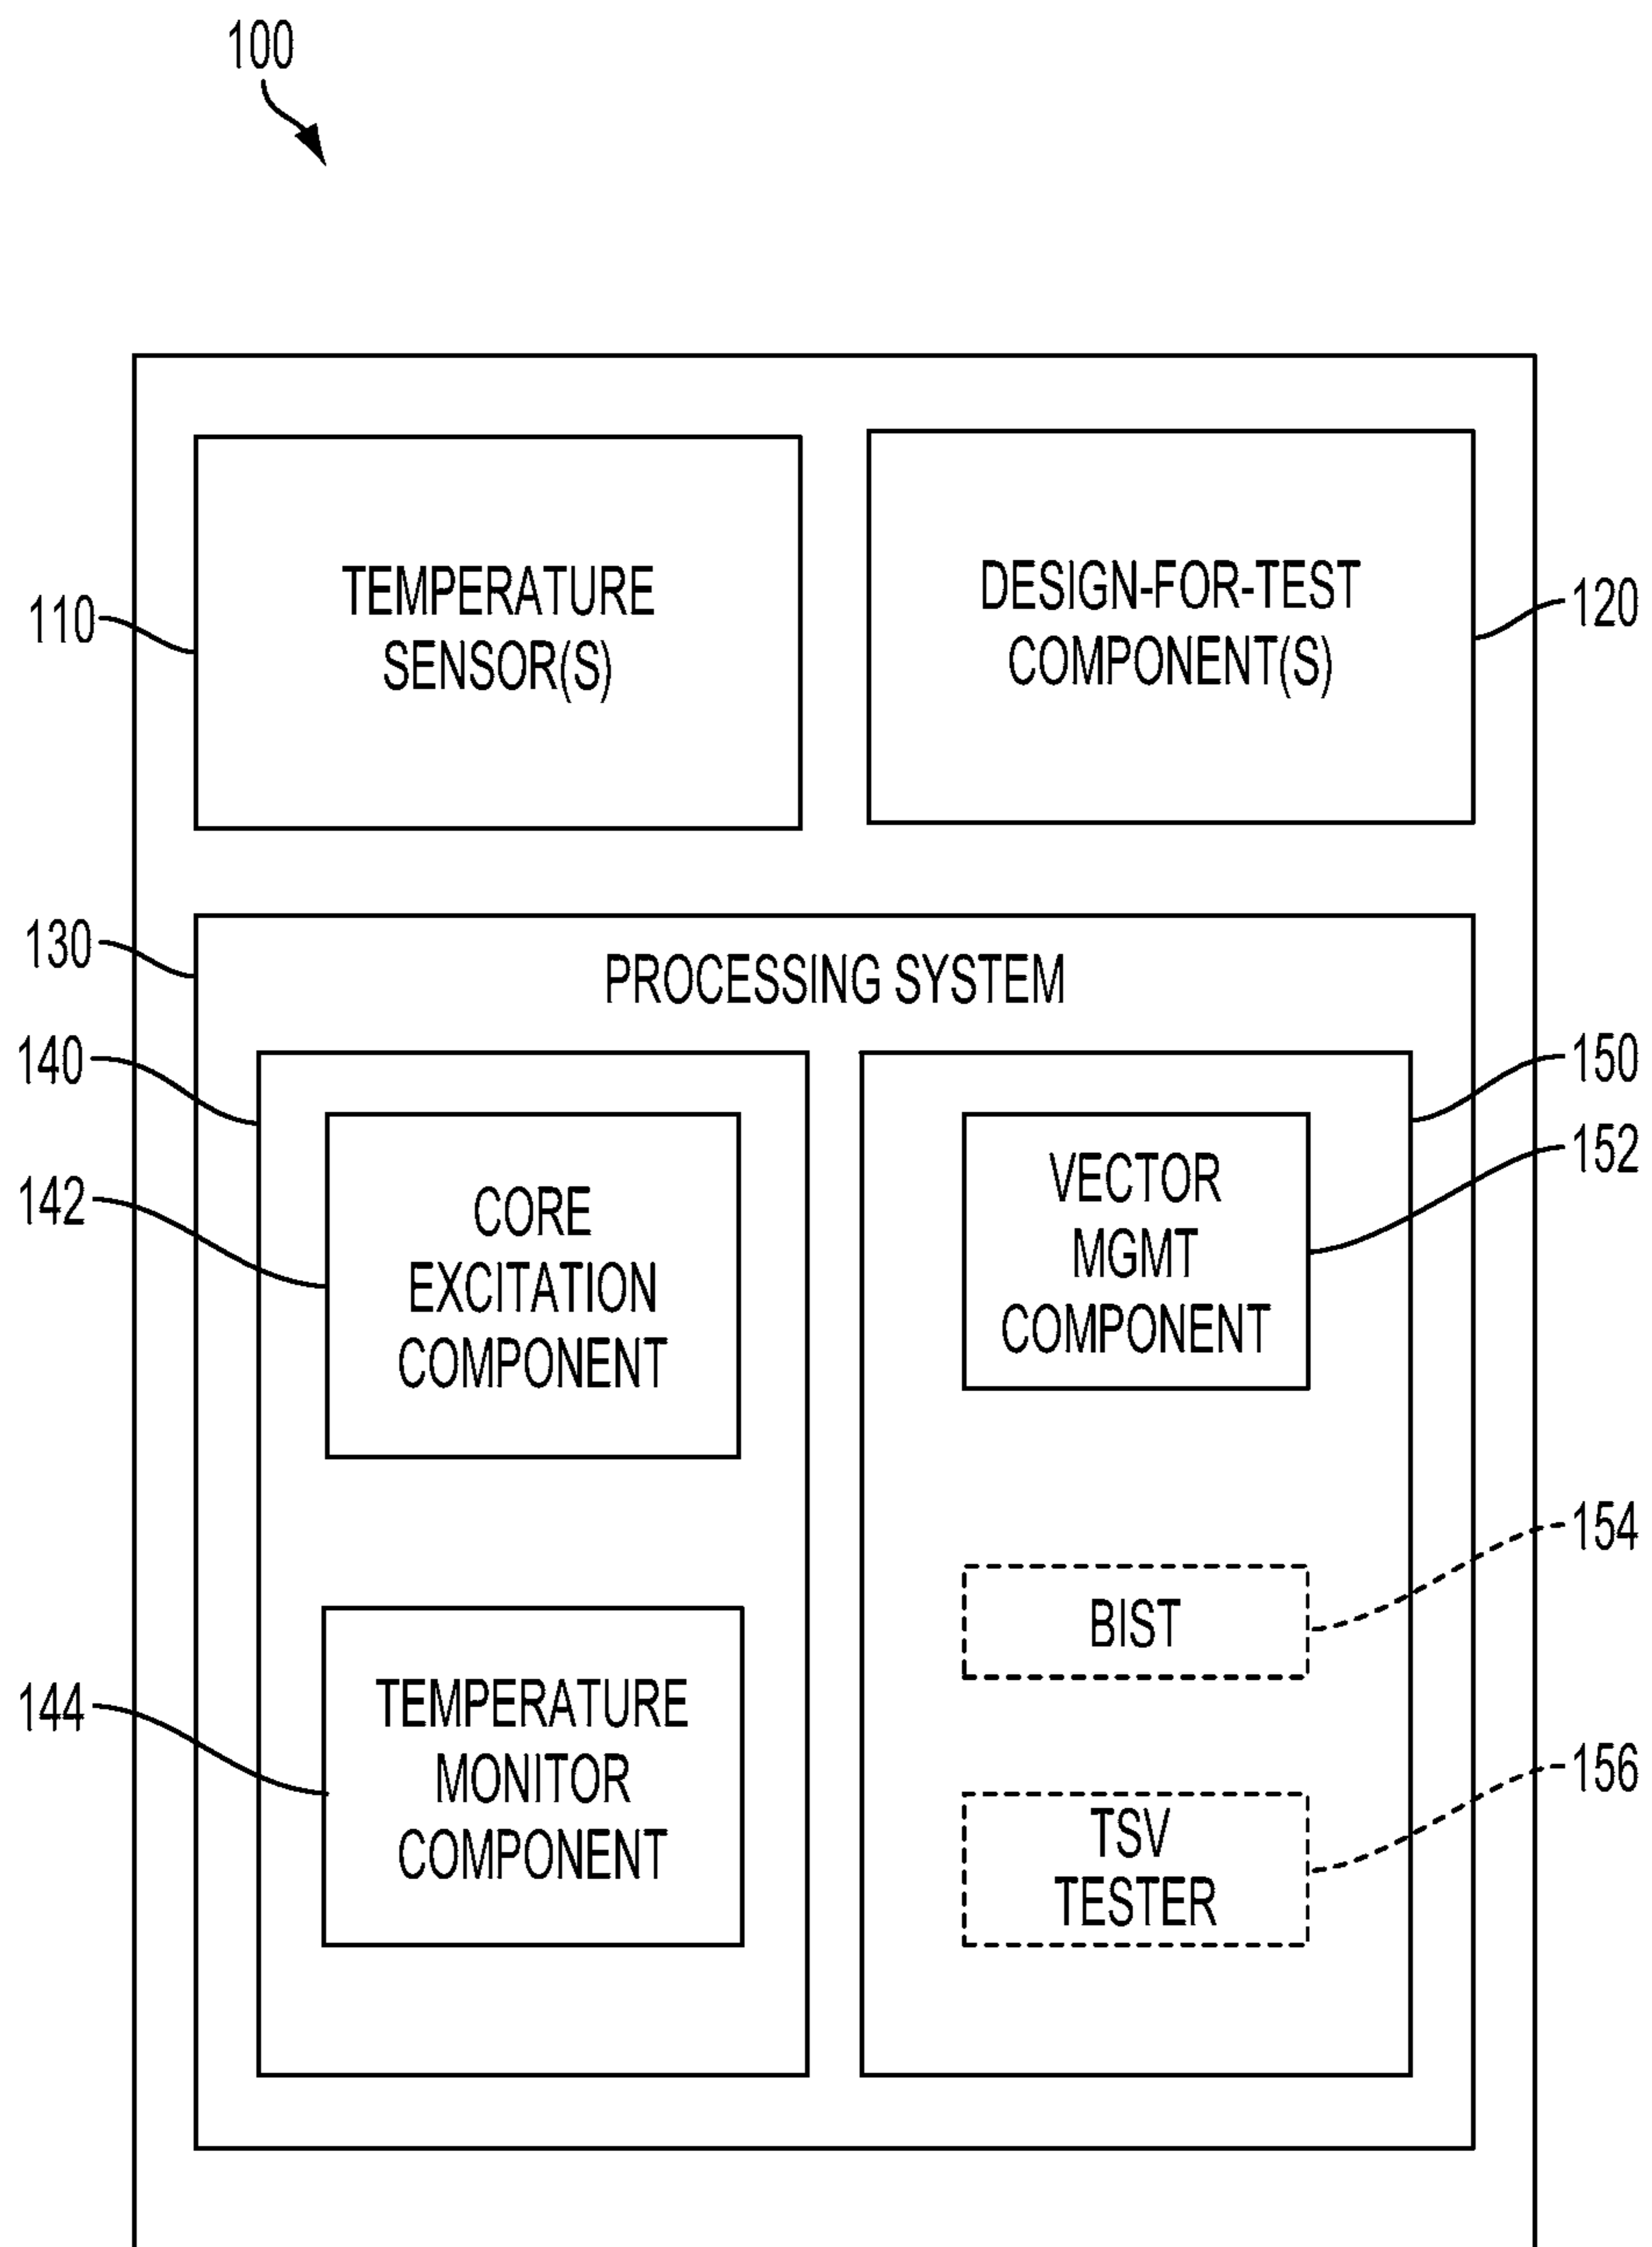 100
TEMPERATURE
SENSOR(S)
DESIGN-FOR-TEST
COMPONENT(S)
110
120
130
PROCESSING SYSTEM
140
150
142
CORE
EXCITATION
COMPONENT
VECTOR
MGMT
COMPONENT
152
154
BIST
144
TEMPERATURE
MONITOR
COMPONENT
156
TSV
TESTER